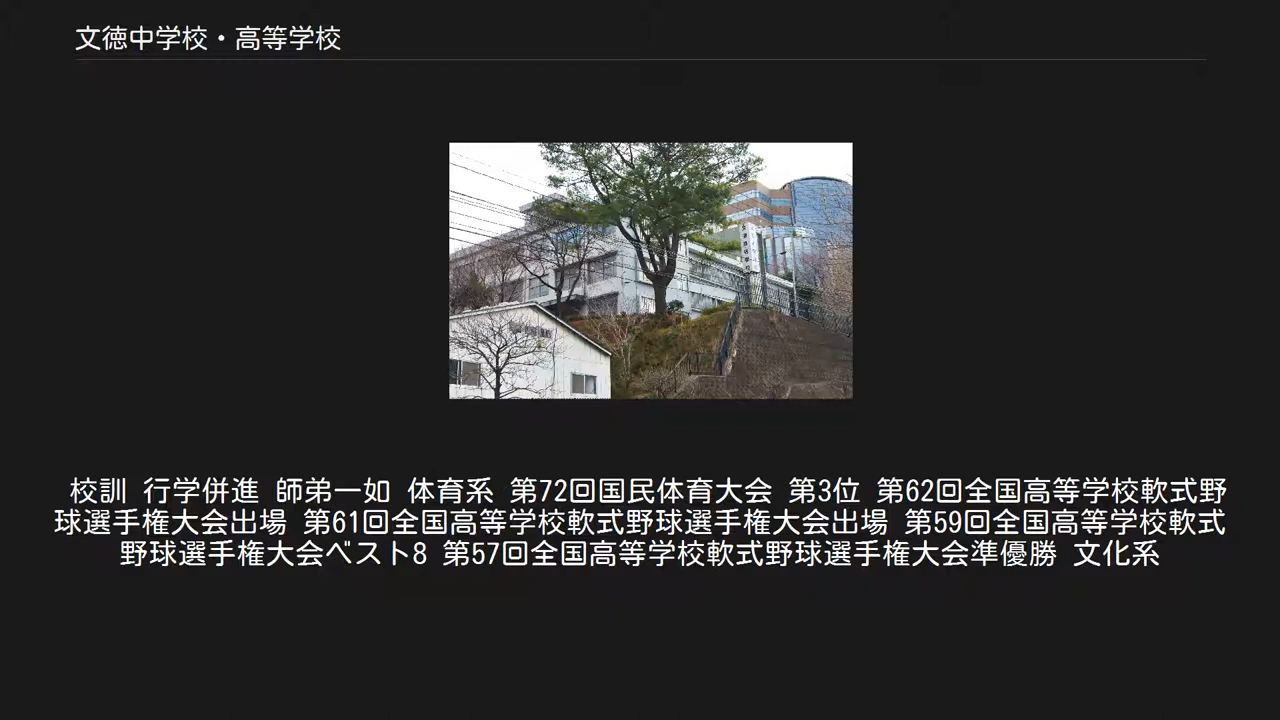 文徳中学校・高等学校
校訓 行学併進 師弟一如 体育系 第72回国民体育大会 第3位 第62回全国高等学校軟式野
球選手権大会出場 第61回全国高等学校軟式野球選手権大会出場 第59回全国高等学校軟式
野球選手権大会ベスト8 第57回全国高等学校軟式野球選手権大会準優勝 文化系